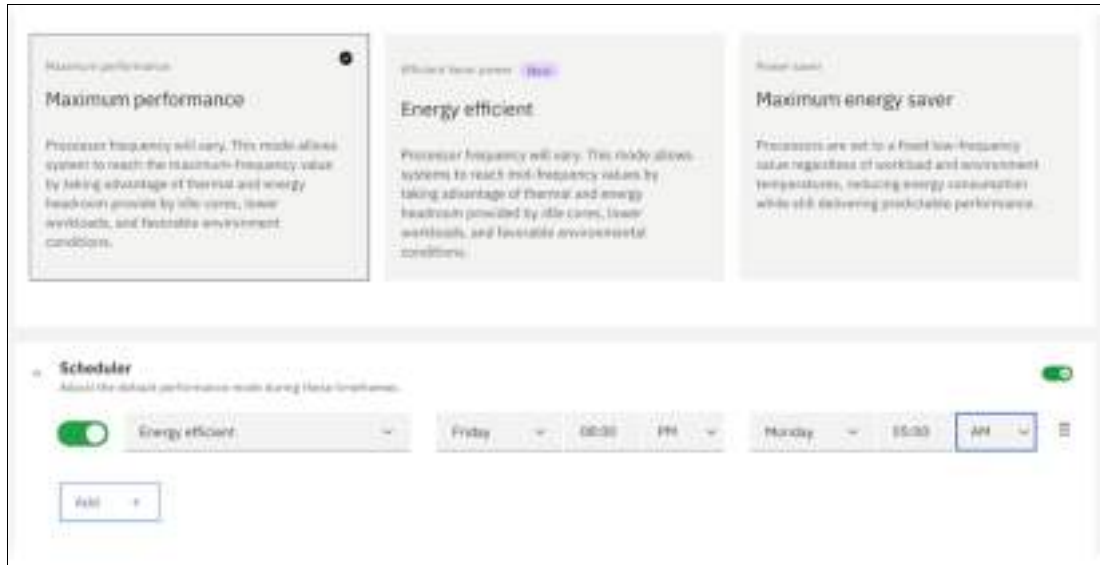 Maximum performance
Maximum performance
Processor frequency will vary. This mode allows
system to reach the maximum-frequency value
by taking advantage of thermal and energy
headroom provide by idle cores, lower
workloads, and favorable environment
conditions.
New
Energy efficient
Processor frequency will vary. This mode allows
systems to reach mid-frequency values by
taking advantage of thermal and energy
headroom provided by idle cores, lower
workloads, and favorable environmental
conditions.
Power saver
Maximum energy saver
Processors are set to a fixed low-frequency
value regardless of workload and environment
temperatures, reducing energy consumption
while still delivering predictable performance.
Scheduler
Adjust the default performance mode during these timeframes.
Energy efficient Friday PM Monday 05:00 AM
Add +